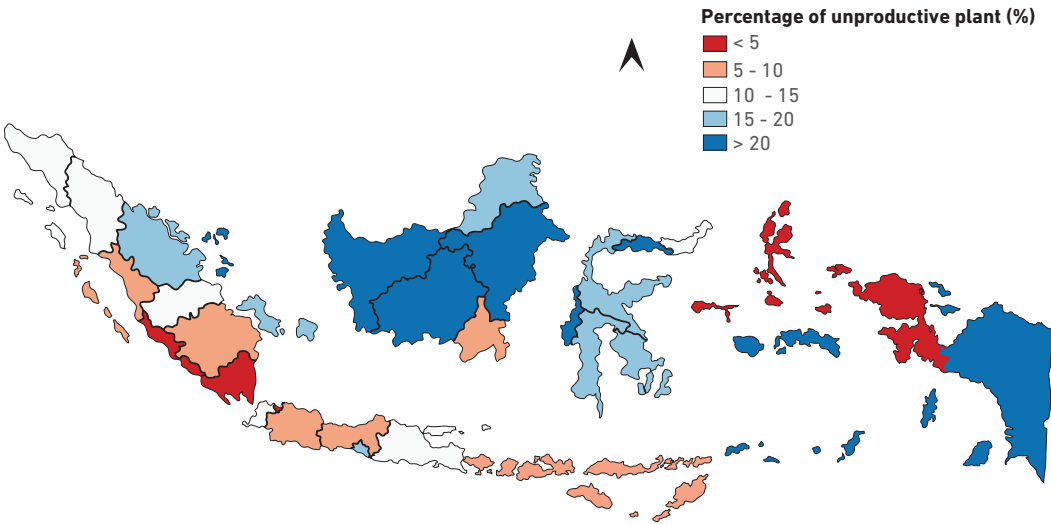 Percentage of unproductive plant (%)
< 5
5 - 10
10 - 15
15 - 20
> 20